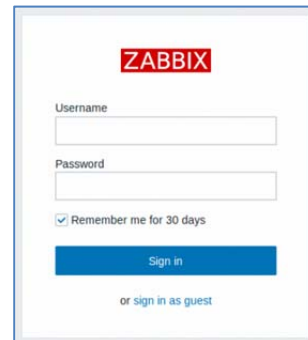 ZABBIX
Username
Password
Remember me for 30 days
Sign in
or sign in as guest